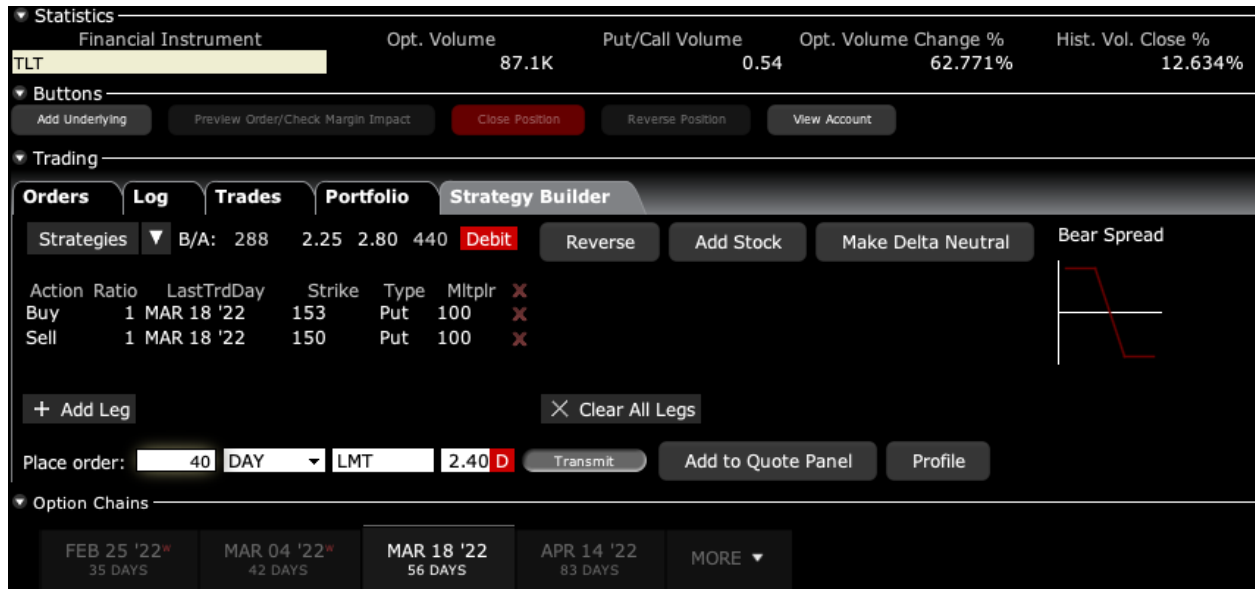 Statistics
Financial Instrument Opt. Volume Put/Call Volume Opt. Volume Change % Hist. Vol. Close %
TLT 87.1K 0.54 62.771% 12.634%
Buttons
Add Underlying Preview Order/Check Margin Impact Close Position Reverse Position View Account
Trading
Orders Log Trades Portfolio Strategy Builder
Strategies ▼ B/A: 288 2.25 2.80 440 Debit Reverse Add Stock Make Delta Neutral Bear Spread
Action Ratio LastTrdDay Strike Type Mltplr X
Buy 1 MAR 18 '22 153 Put 100 X
Sell 1 MAR 18 '22 150 Put 100 X
+ Add Leg X Clear All Legs
Place order: 40 DAY LMT 2.40 D Transmit Add to Quote Panel Profile
Option Chains
FEB 25 '22w MAR 04 '22w MAR 18 '22 APR 14 '22 MORE ▼
35 DAYS 42 DAYS 56 DAYS 83 DAYS